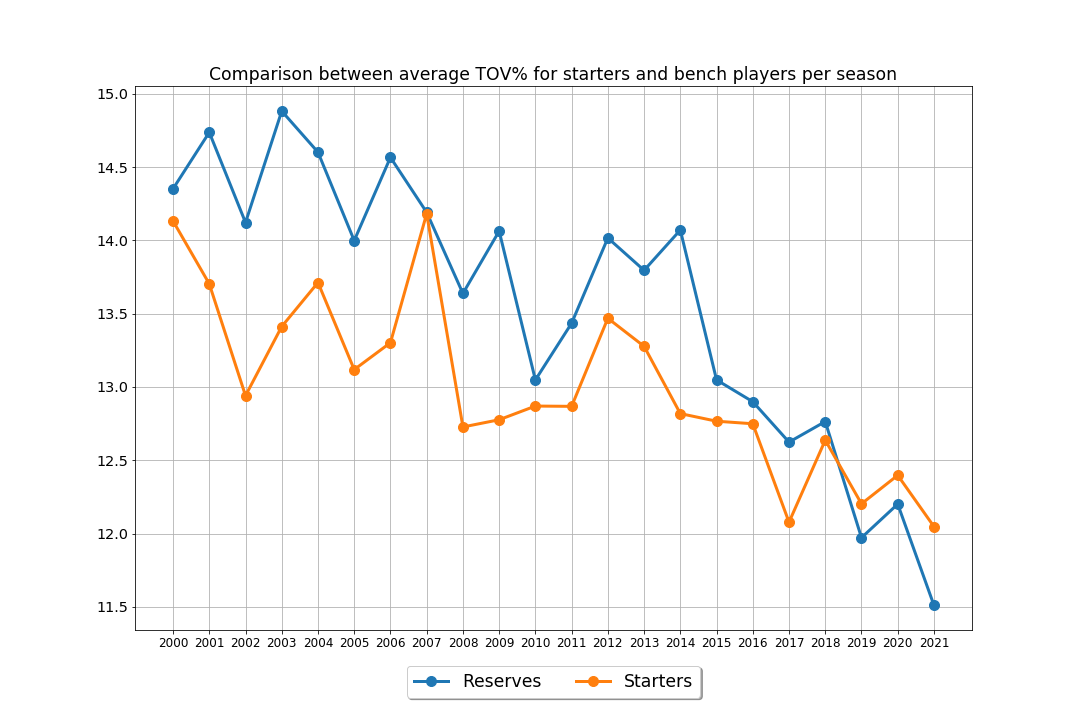 Comparison between average TOV% for starters and bench players per season
15.0
14.5
14.0
13.5
13.0
12.5
12.0
11.5
2000 2001 2002 2003 2004 2005 2006 2007 2008 2009 2010 2011 2012 2013 2014 2015 2016 2017 2018 2019 2020 2021
Reserves Starters